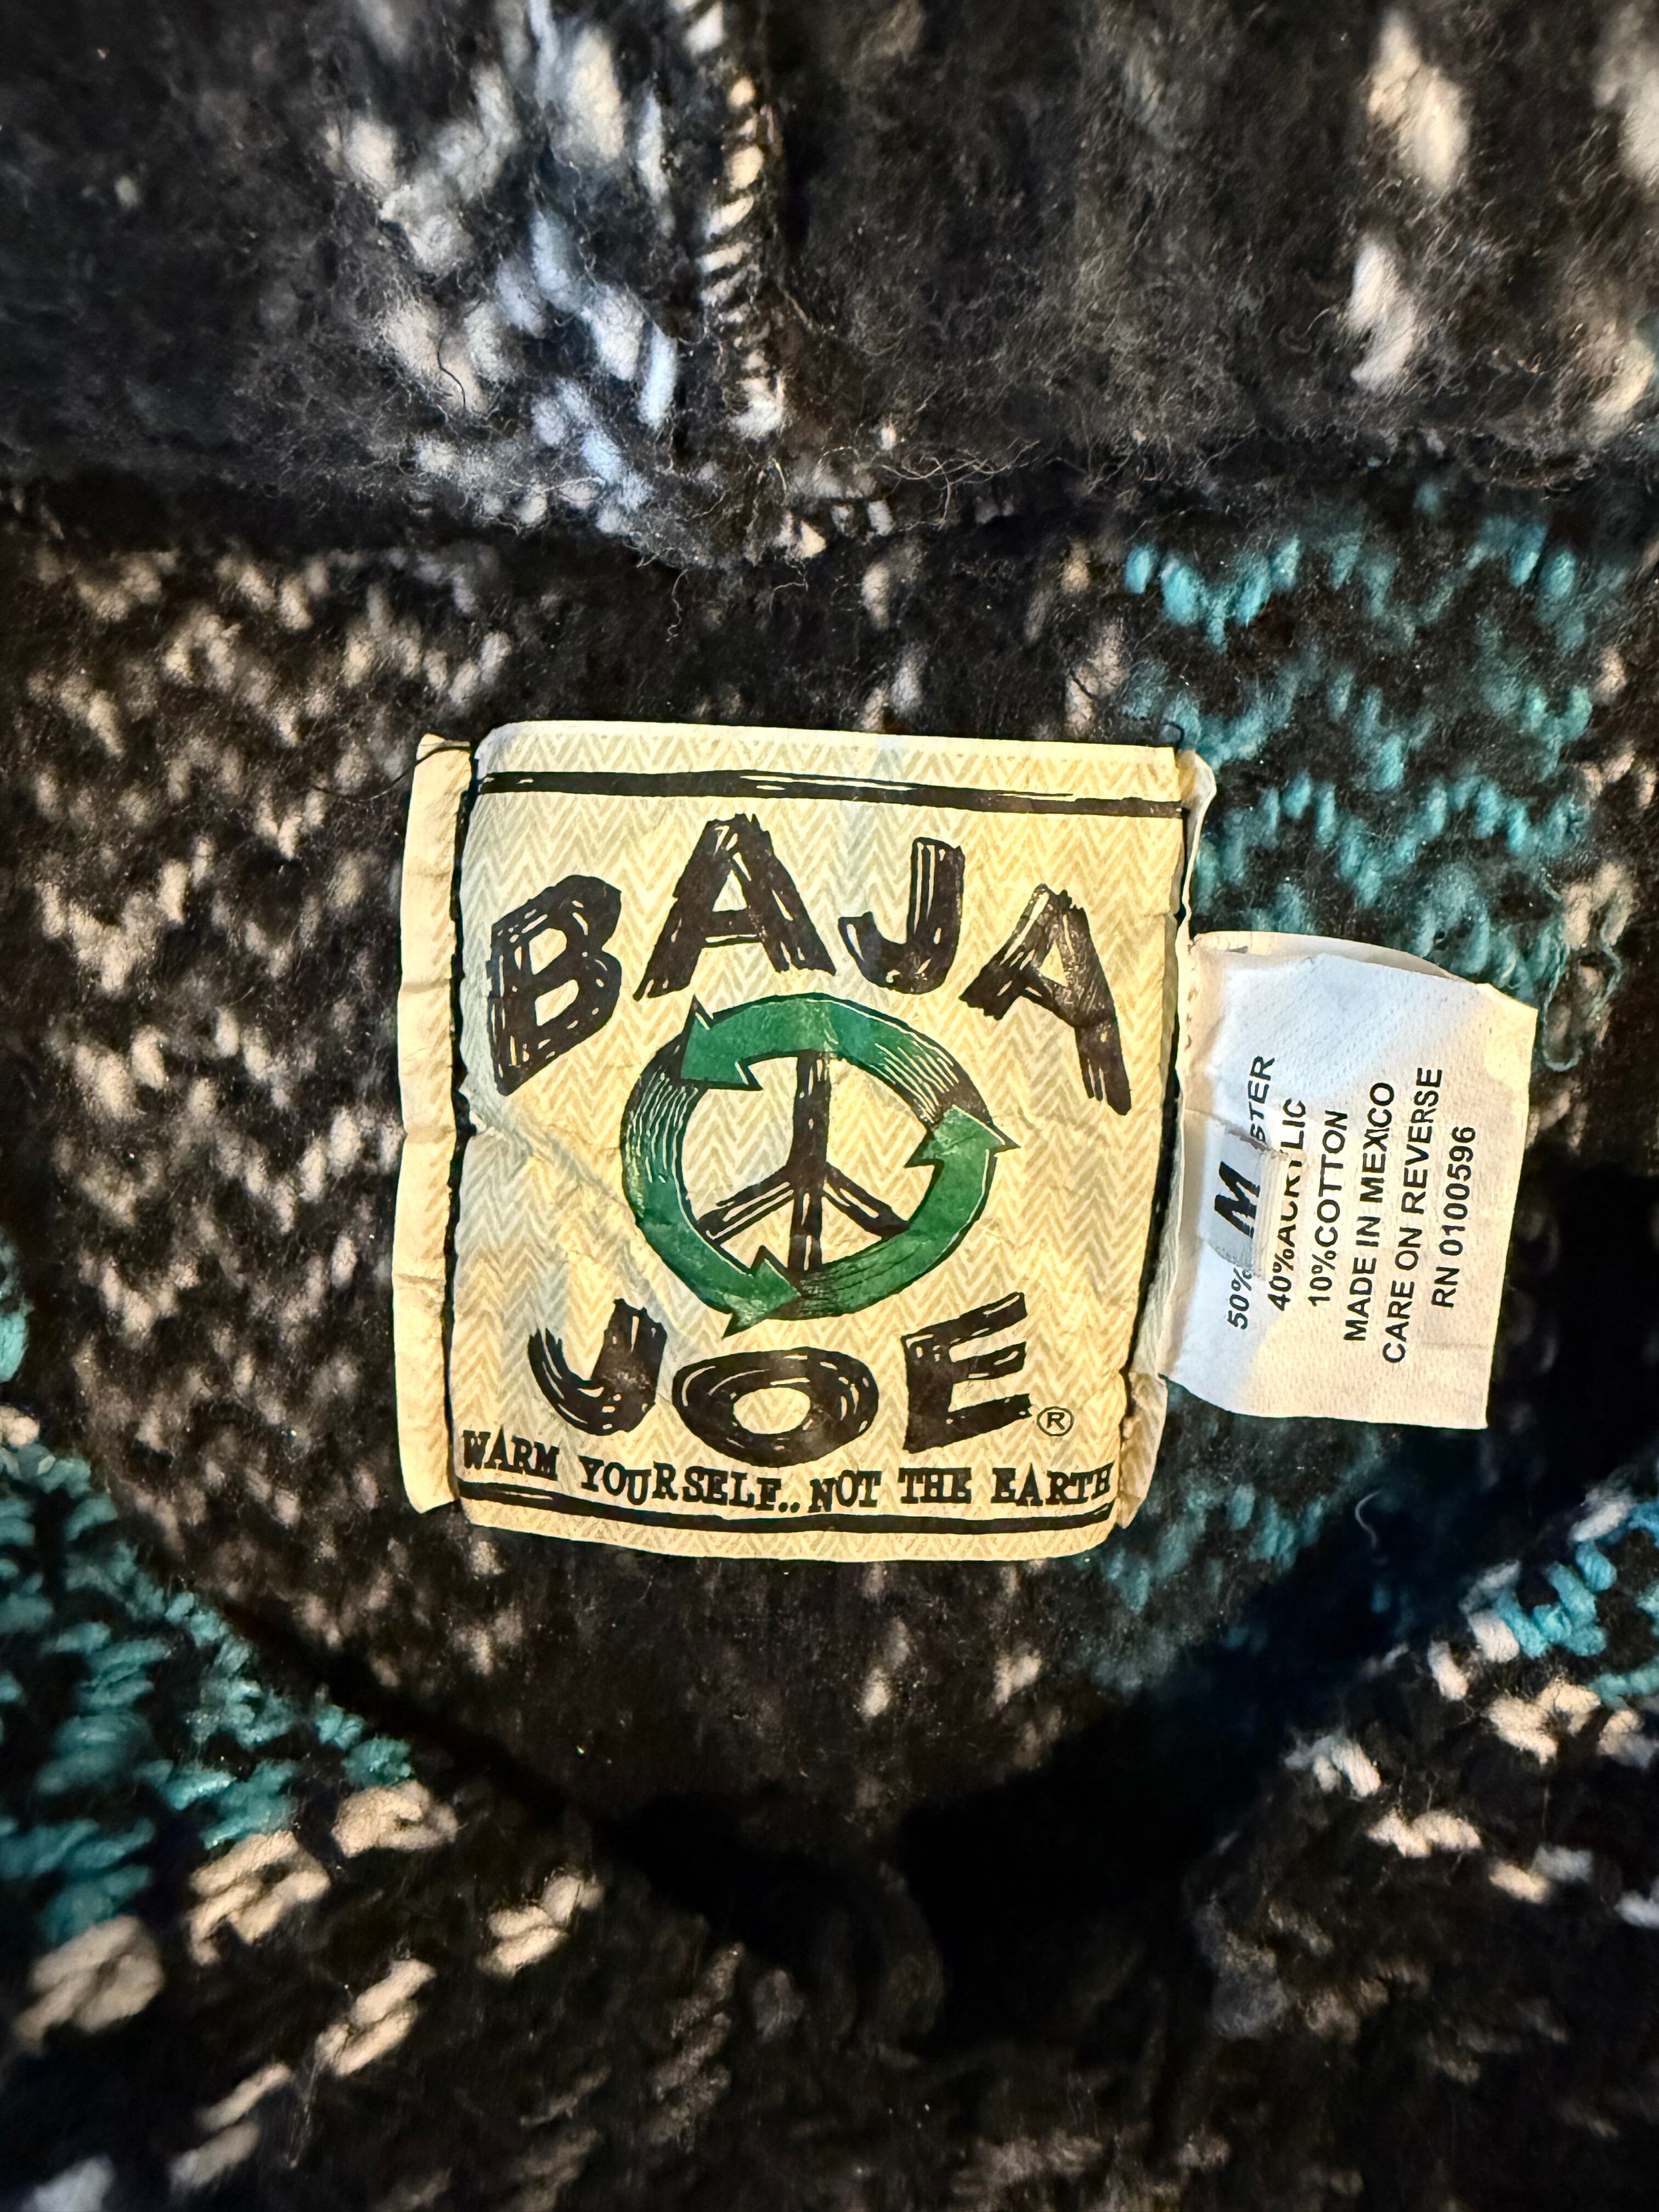 BAJA
JOE®
WARM YOURSELF.. NOT THE EARTH
M
50%
40%ACRYLIC
10%COTTON
MADE IN MEXICO
CARE ON REVERSE
RN 0100596